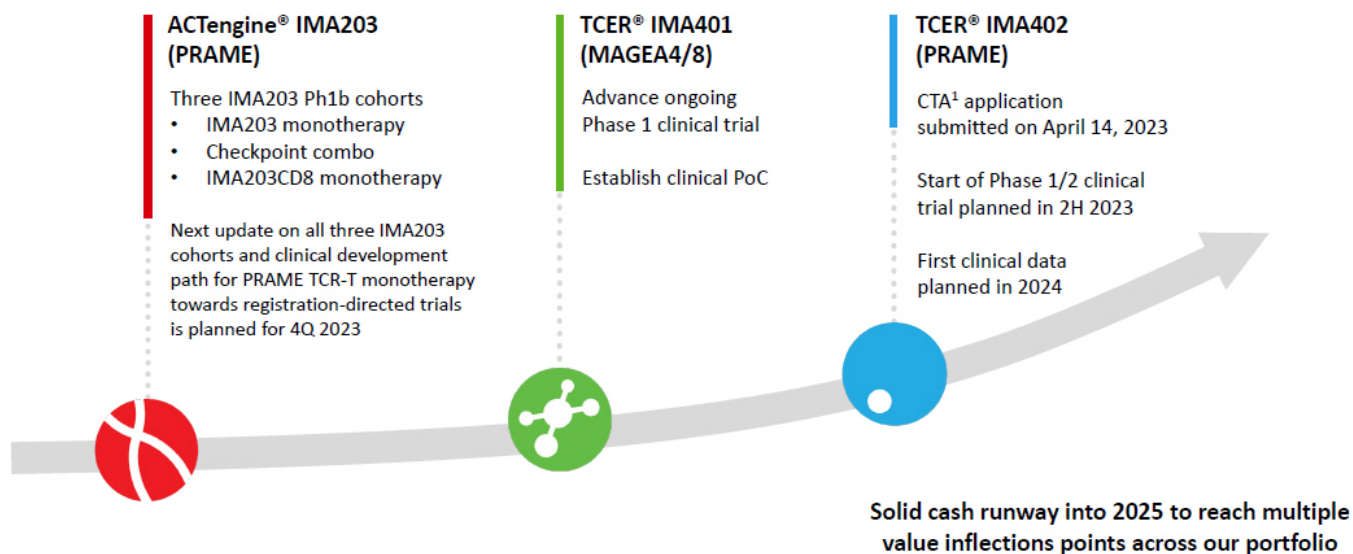 ACTengine® IMA203
(PRAME)
Three IMA203 Ph1b cohorts
• IMA203 monotherapy
• Checkpoint combo
• IMA203CD8 monotherapy
Next update on all three IMA203
cohorts and clinical development
path for PRAME TCR-T monotherapy
towards registration-directed trials
is planned for 4Q 2023
TCER® IMA401
(MAGEA4/8)
Advance ongoing
Phase 1 clinical trial
Establish clinical PoC
TCER® IMA402
(PRAME)
CTA¹ application
submitted on April 14, 2023
Start of Phase 1/2 clinical
trial planned in 2H 2023
First clinical data
planned in 2024
Solid cash runway into 2025 to reach multiple
value inflections points across our portfolio